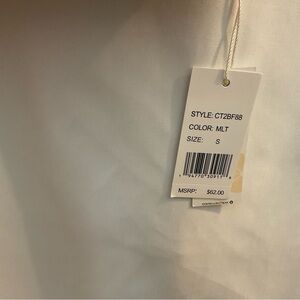 STYLE: CT2BF88
COLOR: MLT
SIZE: S
MSRP: $62.00